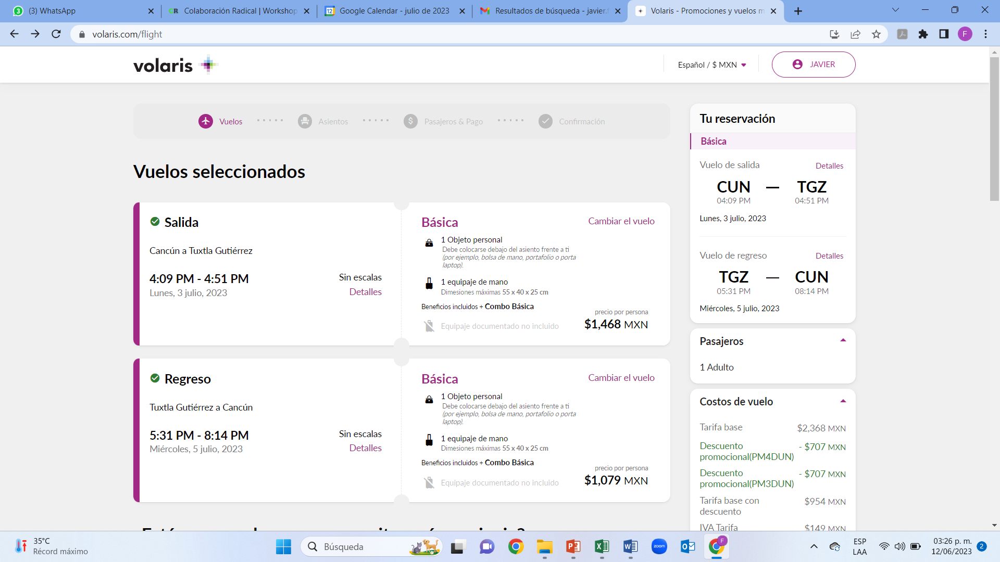 (3) WhatsApp
CR Colaboración Radical | Workshop
12 Google Calendar - julio de 2023
Resultados de búsqueda - javier.f
Volaris - Promociones y vuelos m
volaris.com/flight
F
volaris
Español / $ MXN
JAVIER
Vuelos
Asientos
$ Pasajeros & Pago
Confirmación
Vuelos seleccionados
Salida
Cancún a Tuxtla Gutiérrez
4:09 PM - 4:51 PM
Sin escalas
Lunes, 3 julio, 2023
Detalles
Básica
Cambiar el vuelo
1 Objeto personal
Debe colocarse debajo del asiento frente a ti
(por ejemplo, bolsa de mano, portafolio o porta
laptop).
1 equipaje de mano
Dimesiones máximas 55 x 40 x 25 cm
Beneficios incluidos + Combo Básica
Equipaje documentado no incluido
precio por persona
$1,468 MXN
Regreso
Tuxtla Gutiérrez a Cancún
5:31 PM - 8:14 PM
Sin escalas
Miércoles, 5 julio, 2023
Detalles
Básica
Cambiar el vuelo
1 Objeto personal
Debe colocarse debajo del asiento frente a ti
(por ejemplo, bolsa de mano, portafolio o porta
laptop).
1 equipaje de mano
Dimesiones máximas 55 x 40 x 25 cm
Beneficios incluidos + Combo Básica
Equipaje documentado no incluido
precio por persona
$1,079 MXN
Tu reservación
Básica
Vuelo de salida
Detalles
CUN — TGZ
04:09 PM 04:51 PM
Lunes, 3 julio, 2023
Vuelo de regreso
Detalles
TGZ — CUN
05:31 PM 08:14 PM
Miércoles, 5 julio, 2023
Pasajeros
1 Adulto
Costos de vuelo
Tarifa base $2,368 MXN
Descuento - $707 MXN
promocional(PM4DUN)
Descuento - $707 MXN
promocional(PM3DUN)
Tarifa base con $954 MXN
descuento
IVA Tarifa $149 MXN
35°C
Récord máximo
Búsqueda
zoom
F
ESP
LAA
03:26 p. m.
12/06/2023
2